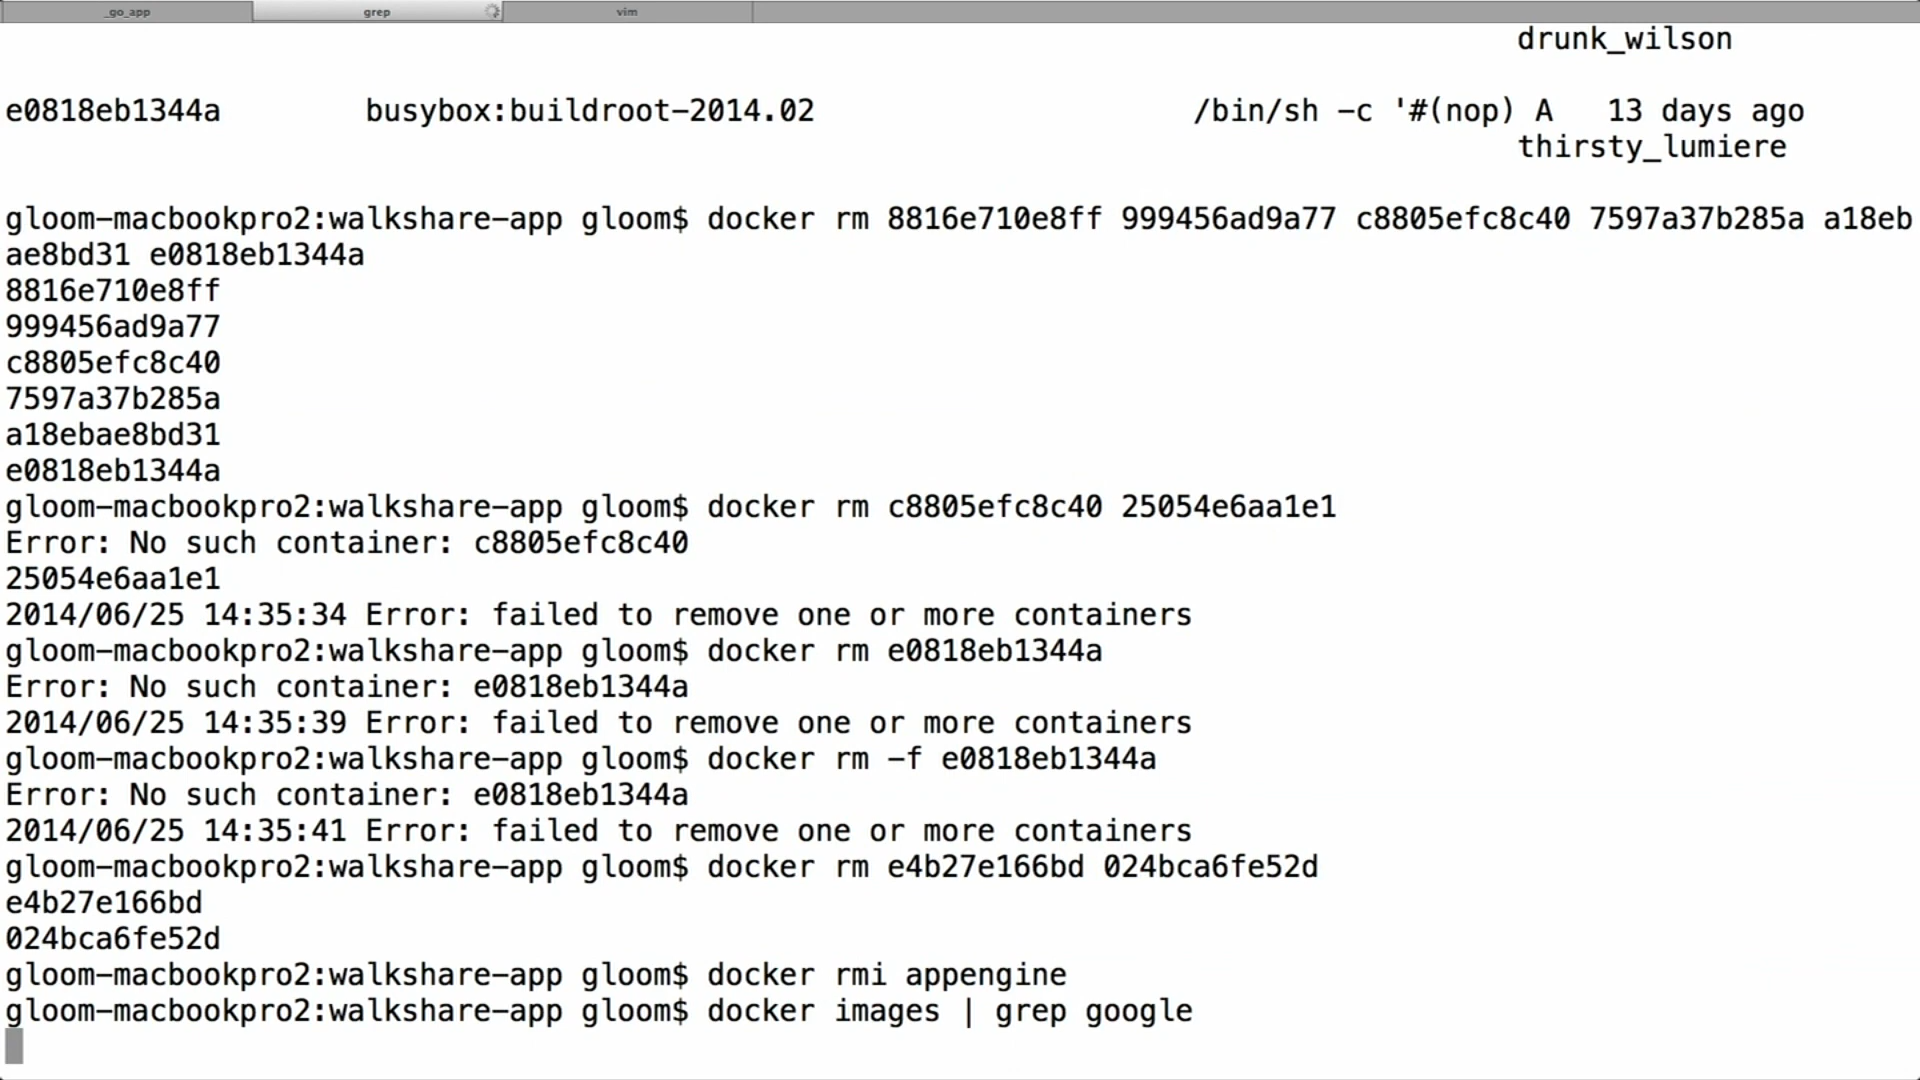 _go_app grep vim
drunk_wilson
e0818eb1344a busybox:buildroot-2014.02 /bin/sh -c '#(nop) A 13 days ago
thirsty_lumiere
gloom-macbookpro2:walkshare-app gloom$ docker rm 8816e710e8ff 999456ad9a77 c8805efc8c40 7597a37b285a a18eb
ae8bd31 e0818eb1344a
8816e710e8ff
999456ad9a77
c8805efc8c40
7597a37b285a
a18ebae8bd31
e0818eb1344a
gloom-macbookpro2:walkshare-app gloom$ docker rm c8805efc8c40 25054e6aa1e1
Error: No such container: c8805efc8c40
25054e6aa1e1
2014/06/25 14:35:34 Error: failed to remove one or more containers
gloom-macbookpro2:walkshare-app gloom$ docker rm e0818eb1344a
Error: No such container: e0818eb1344a
2014/06/25 14:35:39 Error: failed to remove one or more containers
gloom-macbookpro2:walkshare-app gloom$ docker rm -f e0818eb1344a
Error: No such container: e0818eb1344a
2014/06/25 14:35:41 Error: failed to remove one or more containers
gloom-macbookpro2:walkshare-app gloom$ docker rm e4b27e166bd 024bca6fe52d
e4b27e166bd
024bca6fe52d
gloom-macbookpro2:walkshare-app gloom$ docker rmi appengine
gloom-macbookpro2:walkshare-app gloom$ docker images | grep google